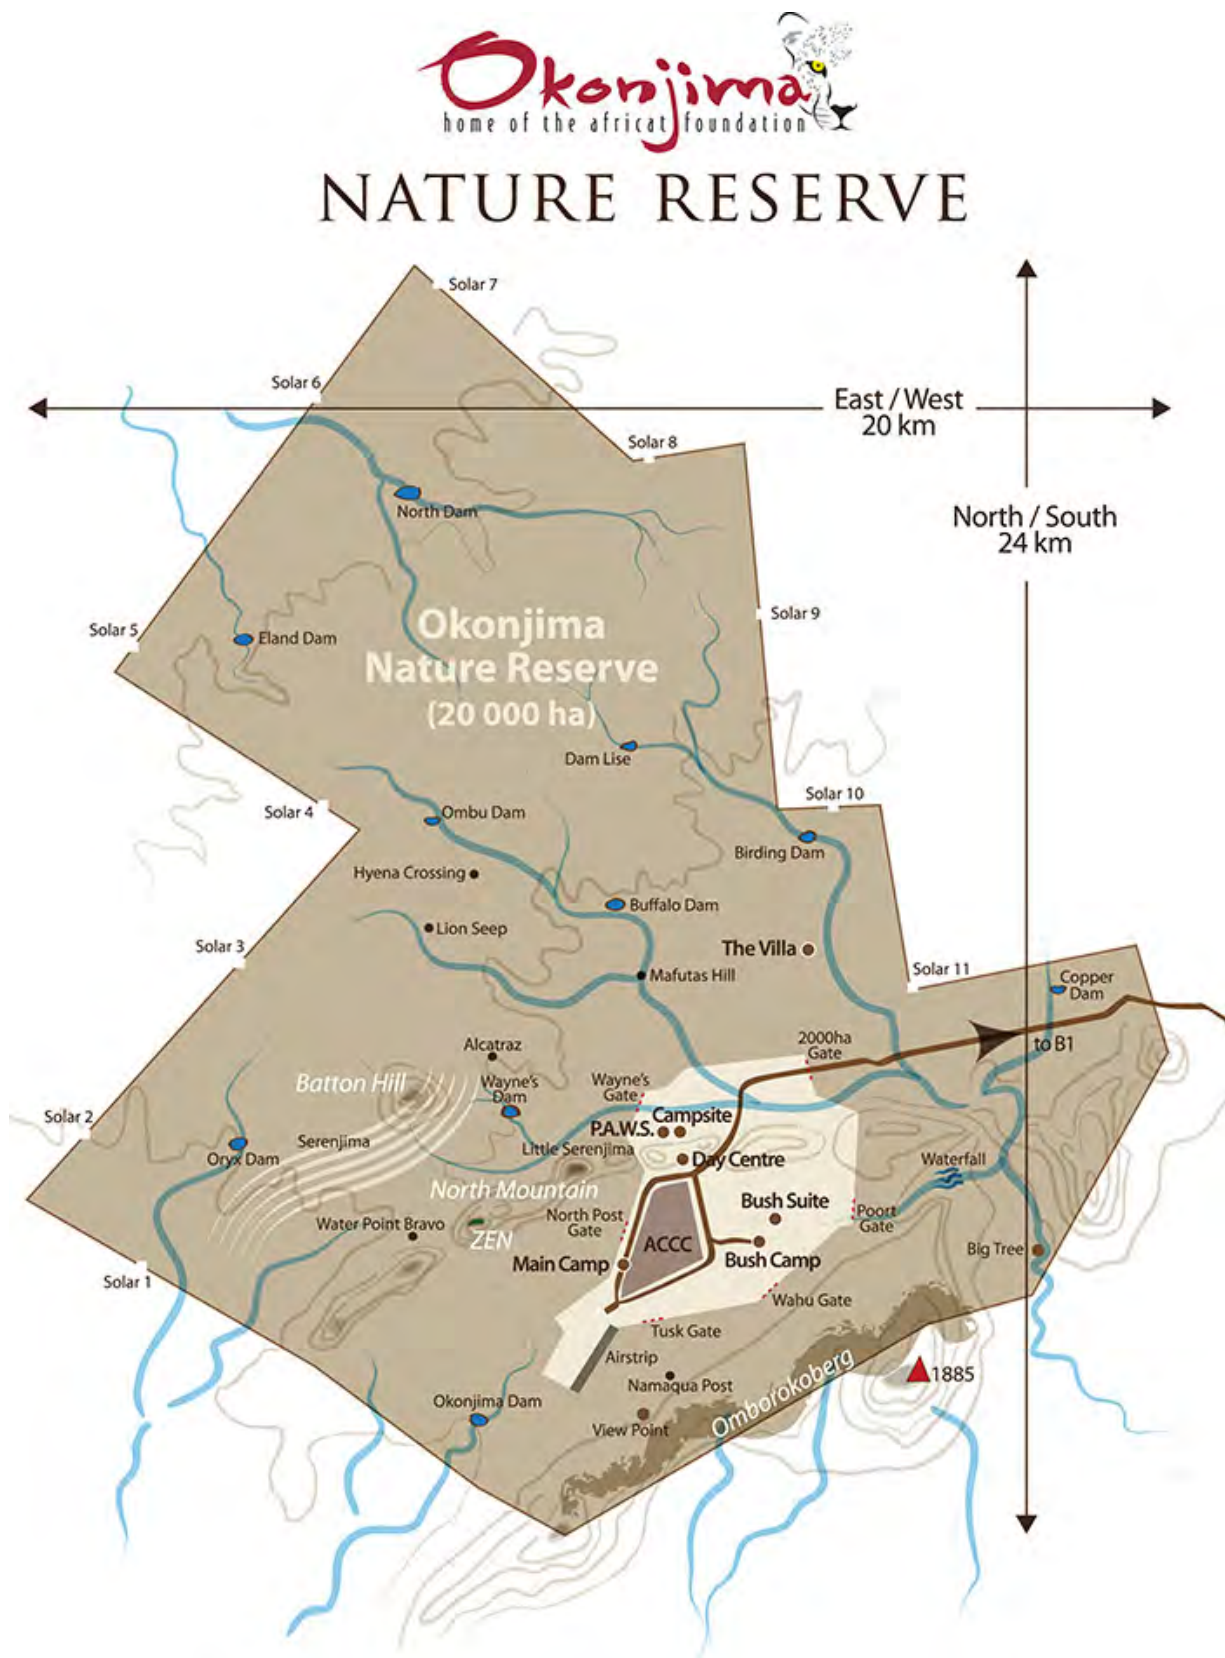 Okonjima
home of the africat foundation
NATURE RESERVE
Solar 7
Solar 6
East / West
20 km
Solar 8
North Dam
North / South
24 km
Solar 9
Okonjima
Nature Reserve
(20 000 ha)
Solar 5
Eland Dam
Dam Lise
Solar 10
Solar 4
Ombu Dam
Birding Dam
Hyena Crossing
Buffalo Dam
Lion Seep
Solar 3
The Villa
Mafutas Hill
Solar 11
Copper
Dam
Alcatraz
2000ha
Gate
to B1
Batton Hill
Wayne's
Dam
Wayne's
Gate
Solar 2
Campsite
P.A.W.S.
Serenjima
Little Serenjima
Oryx Dam
Day Centre
Waterfall
North Mountain
Bush Suite
Water Point Bravo
North Post
Gate
Poort
Gate
ZEN
ACCC
Big Tree
Main Camp
Bush Camp
Solar 1
Wahu Gate
Tusk Gate
Airstrip
1885
Namaqua Post
Omborokoberg
Okonjima Dam
View Point